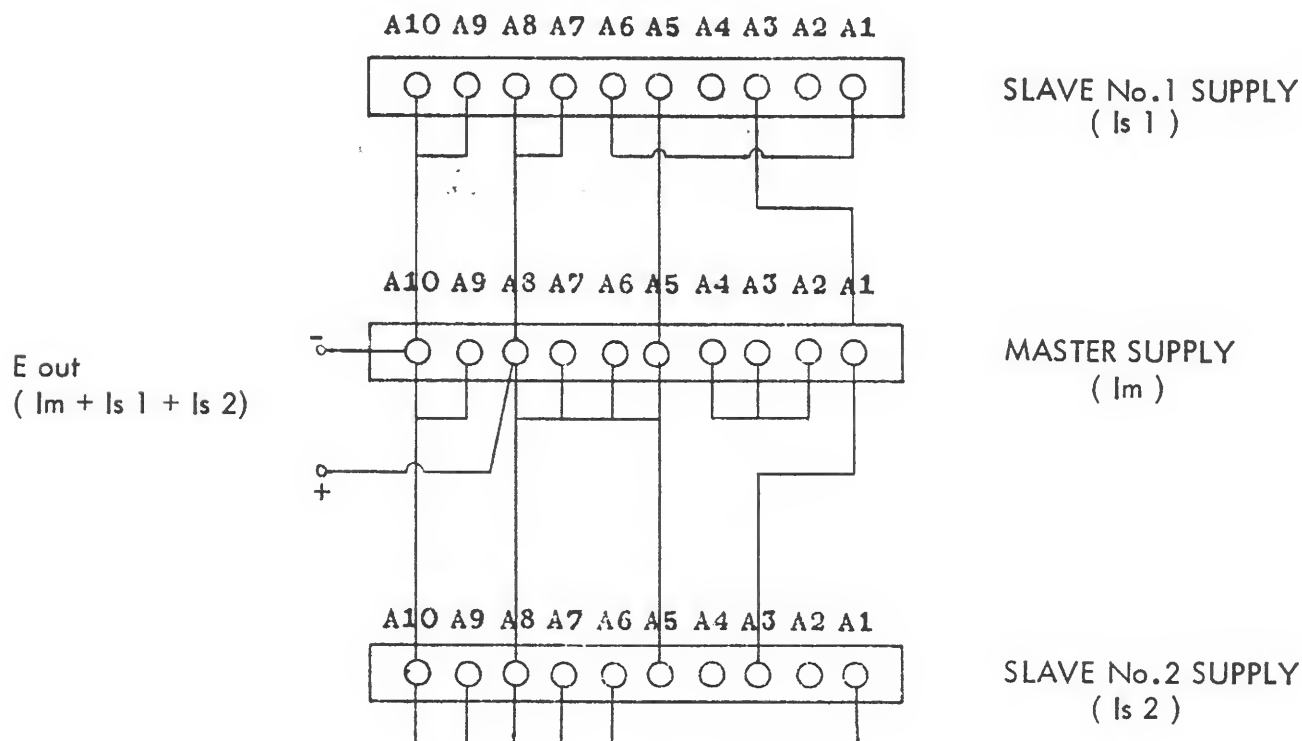 A10 A9 A8 A7 A6 A5 A4 A3 A2 A1
SLAVE No.1 SUPPLY
( Is 1 )
A10 A9 A8 A7 A6 A5 A4 A3 A2 A1
-
E out
( Im + Is 1 + Is 2)
MASTER SUPPLY
( Im )
+
A10 A9 A8 A7 A6 A5 A4 A3 A2 A1
SLAVE No.2 SUPPLY
( Is 2 )